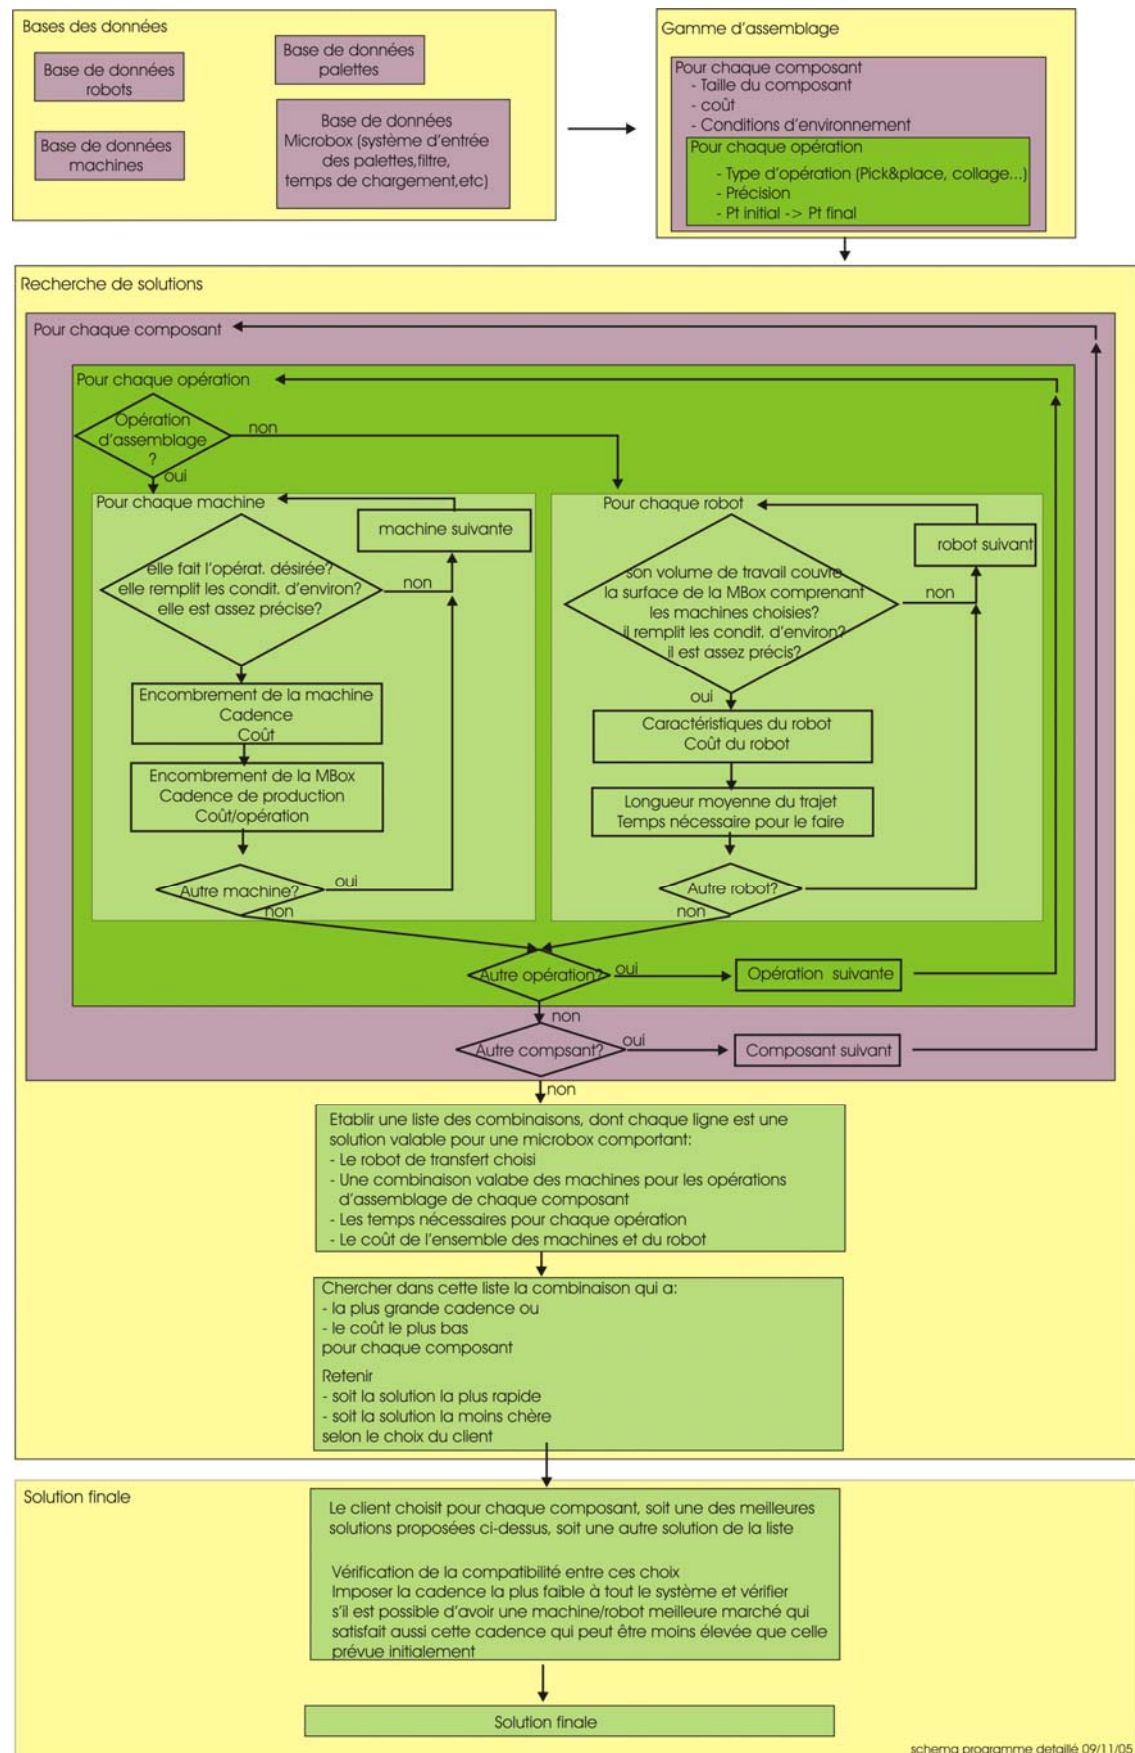 Bases des données
Base de données
robots
Base de données
palettes
Base de données
machines
Base de données
Microbox (système d'entrée
des palettes,filtre,
temps de chargement,etc)
Gamme d'assemblage
Pour chaque composant
- Taille du composant
- coût
- Conditions d'environnement
Pour chaque opération
- Type d'opération (Pick&place, collage...)
- Précision
- Pt initial -> Pt final
Recherche de solutions
Pour chaque composant
Pour chaque opération
Opération
d'assemblage
?
non
oui
Pour chaque machine
machine suivante
elle fait l'opérat. désirée?
elle remplit les condit. d'environ?
elle est assez précise?
non
Encombrement de la machine
Cadence
Coût
Encombrement de la MBox
Cadence de production
Coût/opération
Autre machine?
oui
non
Pour chaque robot
robot suivant
son volume de travail couvre
la surface de la MBox comprenant
les machines choisies?
il remplit les condit. d'environ?
il est assez précis?
non
oui
Caractéristiques du robot
Coût du robot
Longueur moyenne du trajet
Temps nécessaire pour le faire
Autre robot?
non
Autre opération?
oui
Opération suivante
non
Autre compsant?
oui
Composant suivant
non
Etablir une liste des combinaisons, dont chaque ligne est une
solution valable pour une microbox comportant:
- Le robot de transfert choisi
- Une combinaison valabe des machines pour les opérations
d'assemblage de chaque composant
- Les temps nécessaires pour chaque opération
- Le coût de l'ensemble des machines et du robot
Chercher dans cette liste la combinaison qui a:
- la plus grande cadence ou
- le coût le plus bas
pour chaque composant
Retenir
- soit la solution la plus rapide
- soit la solution la moins chère
selon le choix du client
Solution finale
Le client choisit pour chaque composant, soit une des meilleures
solutions proposées ci-dessus, soit une autre solution de la liste
Vérification de la compatibilité entre ces choix
Imposer la cadence la plus faible à tout le système et vérifier
s'il est possible d'avoir une machine/robot meilleure marché qui
satisfait aussi cette cadence qui peut être moins élevée que celle
prévue initialement
Solution finale
schema programme detaillé 09/11/05